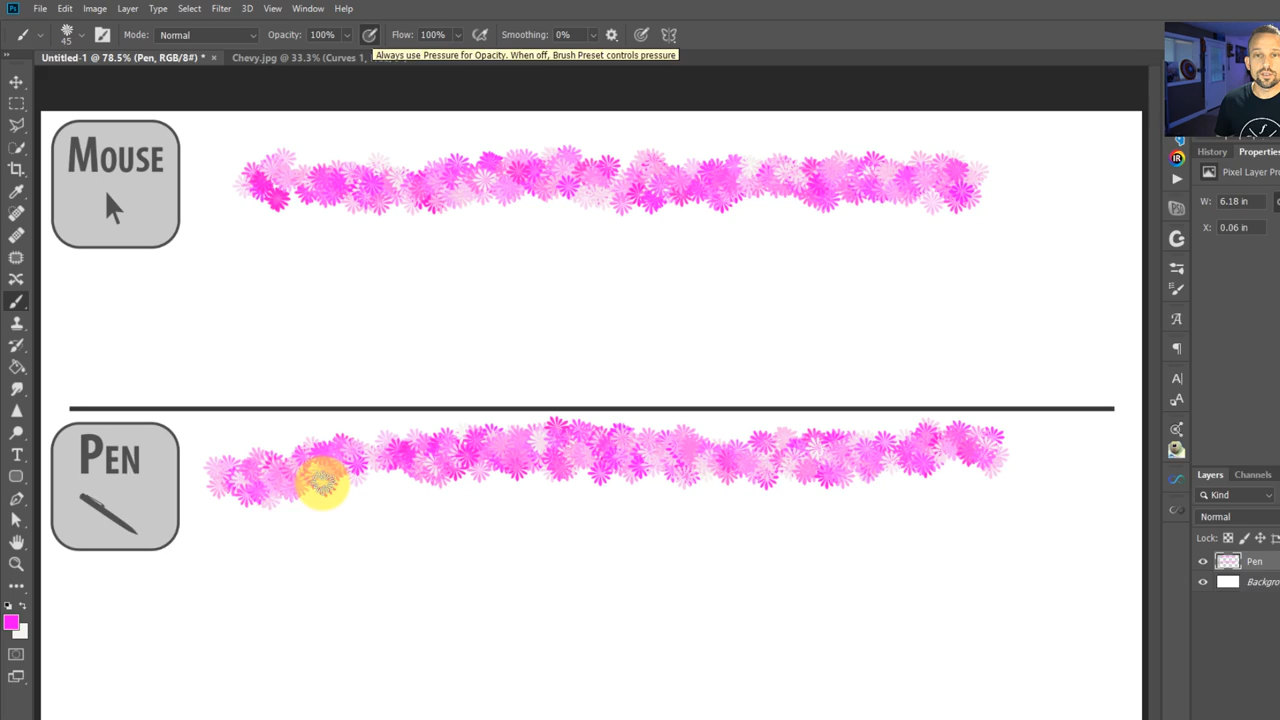 Ps File Edit Image Layer Type Select Filter 3D View Window Help
45 Mode: Normal Opacity: 100% Flow: 100% Smoothing: 0%
Always use Pressure for Opacity. When off, Brush Preset controls pressure
Untitled-1 @ 78.5% (Pen, RGB/8#) * × Chevy.jpg @ 33.3% (Curves 1,
MOUSE
PEN
IR
History Properties
Pixel Layer Pro
W: 6.18 in
X: 0.06 in
Layers Channels
Kind
Normal
Lock:
Pen
Backgro